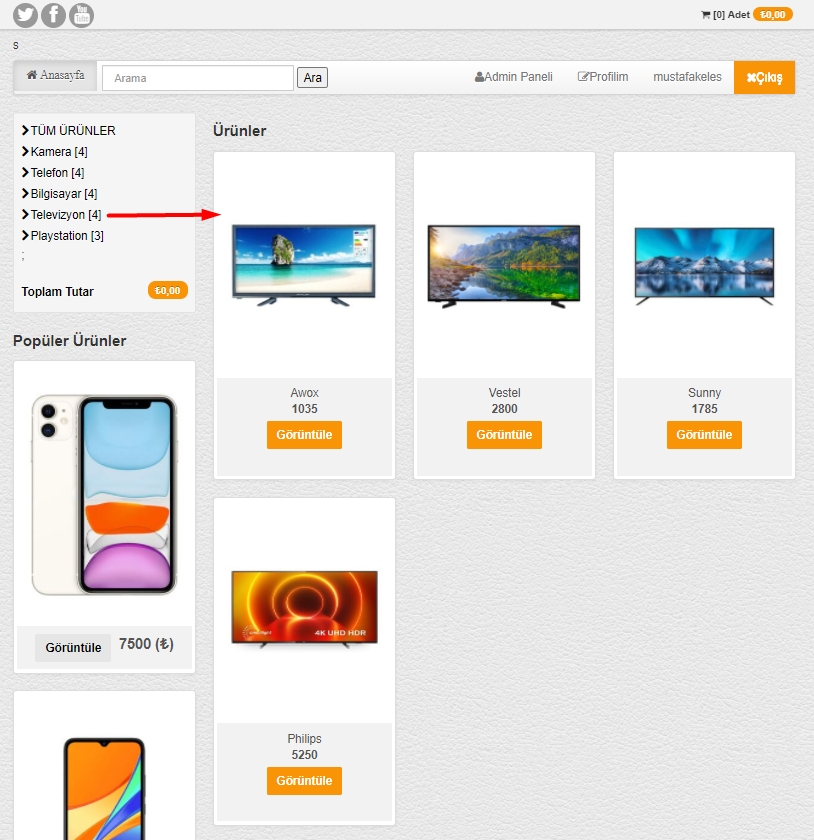 You Tube
[0] Adet ₺0,00
s
Anasayfa
Arama
Ara
Admin Paneli
Profilim
mustafakeles
Çıkış
TÜM ÜRÜNLER
Kamera [4]
Telefon [4]
Bilgisayar [4]
Televizyon [4]
Playstation [3]
;
Toplam Tutar ₺0,00
Popüler Ürünler
Görüntüle 7500 (₺)
Ürünler
Awox
1035
Görüntüle
Vestel
2800
Görüntüle
Sunny
1785
Görüntüle
4K UHD HDR
Philips
5250
Görüntüle